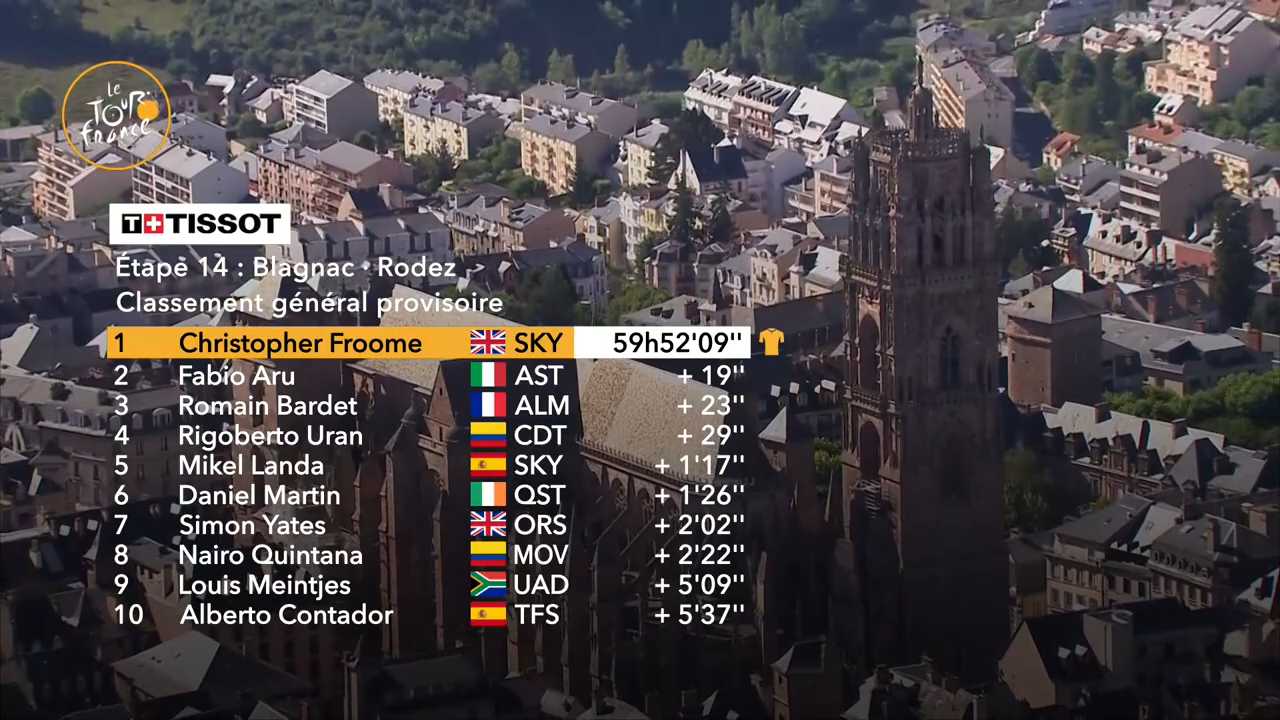 Le
TOUR
de
france
T+TISSOT
Étape 14 : Blagnac · Rodez
Classement général provisoire
1 Christopher Froome SKY 59h52'09''
2 Fabio Aru AST + 19''
3 Romain Bardet ALM + 23''
4 Rigoberto Uran CDT + 29''
5 Mikel Landa SKY + 1'17''
6 Daniel Martin QST + 1'26''
7 Simon Yates ORS + 2'02''
8 Nairo Quintana MOV + 2'22''
9 Louis Meintjes UAD + 5'09''
10 Alberto Contador TFS + 5'37''